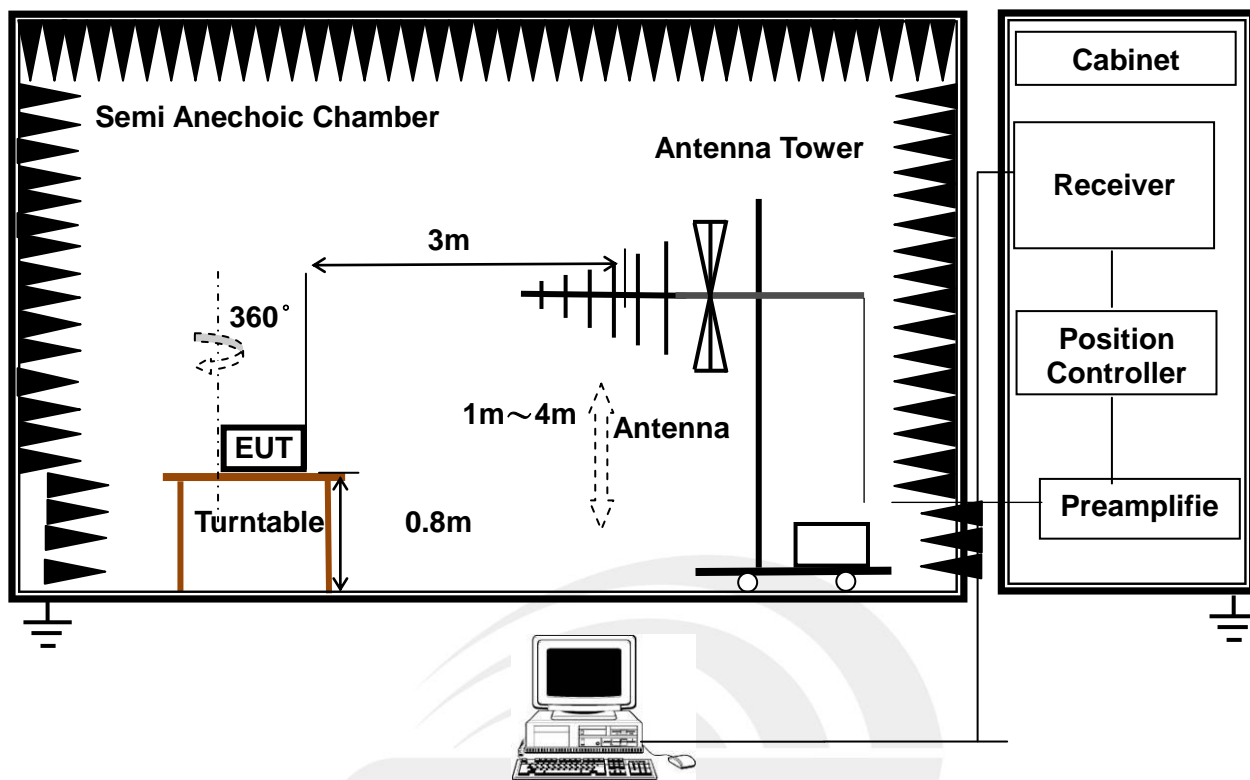 Semi Anechoic Chamber
Antenna Tower
3m
360°
1m～4m
Antenna
EUT
Turntable
0.8m
Cabinet
Receiver
Position
Controller
Preamplifie